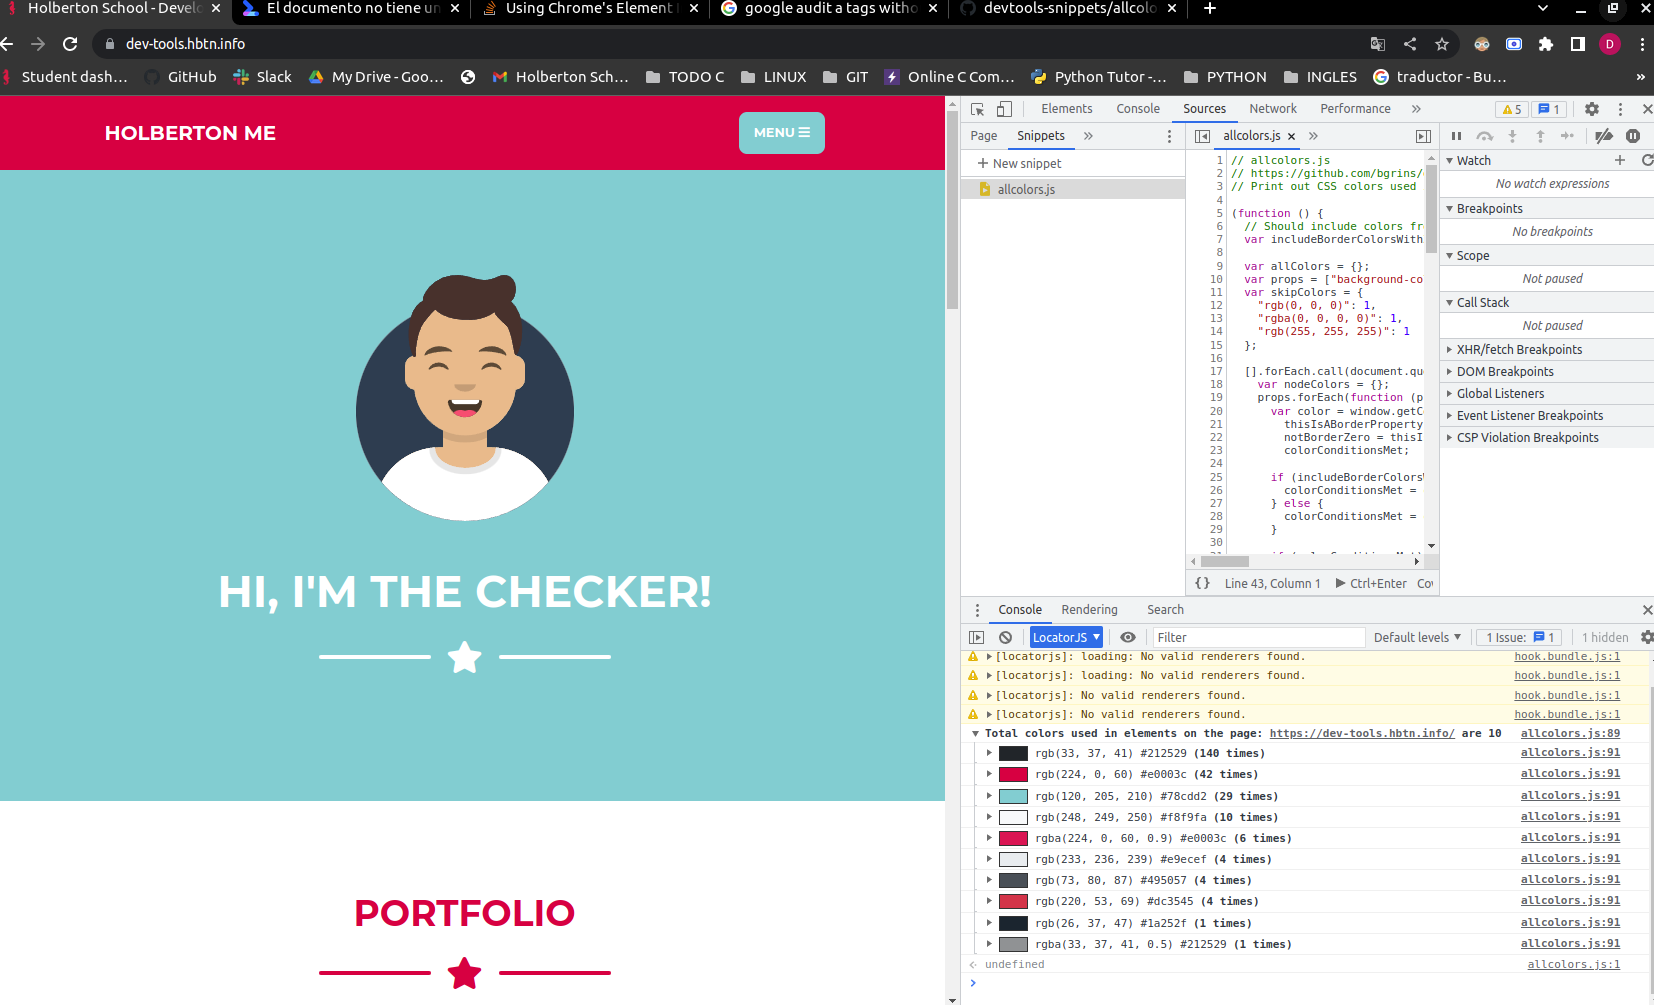 Holberton School - Develo
El documento no tiene un
Using Chrome's Element
google audit a tags witho
devtools-snippets/allcolo
dev-tools.hbtn.info
D
Student dash...
GitHub
Slack
My Drive - Goo...
Holberton Sch...
TODO C
LINUX
GIT
Online C Com...
Python Tutor -...
PYTHON
INGLES
traductor - Bu...
»
HOLBERTON ME
MENU
HI, I'M THE CHECKER!
PORTFOLIO
Elements
Console
Sources
Network
Performance
»
5
1
Page
Snippets
»
allcolors.js
»
+ New snippet
allcolors.js
1 // allcolors.js
2 // https://github.com/bgrins/
3 // Print out CSS colors used
4
5 (function () {
6 // Should include colors fr
7 var includeBorderColorsWith
8
9 var allColors = {};
10 var props = ["background-co
11 var skipColors = {
12 "rgb(0, 0, 0)": 1,
13 "rgba(0, 0, 0, 0)": 1,
14 "rgb(255, 255, 255)": 1
15 };
16
17 [].forEach.call(document.qu
18 var nodeColors = {};
19 props.forEach(function (p
20 var color = window.getC
21 thisIsABorderProperty
22 notBorderZero = thisI
23 colorConditionsMet;
24
25 if (includeBorderColorsW
26 colorConditionsMet =
27 } else {
28 colorConditionsMet =
29 }
30
{ } Line 43, Column 1
Ctrl+Enter
Cov
Watch
No watch expressions
Breakpoints
No breakpoints
Scope
Not paused
Call Stack
Not paused
XHR/fetch Breakpoints
DOM Breakpoints
Global Listeners
Event Listener Breakpoints
CSP Violation Breakpoints
Console
Rendering
Search
LocatorJS
Filter
Default levels
1 Issue: 1
1 hidden
[locatorjs]: loading: No valid renderers found. hook.bundle.js:1
[locatorjs]: loading: No valid renderers found. hook.bundle.js:1
[locatorjs]: No valid renderers found. hook.bundle.js:1
[locatorjs]: No valid renderers found. hook.bundle.js:1
Total colors used in elements on the page: https://dev-tools.hbtn.info/ are 10 allcolors.js:89
rgb(33, 37, 41) #212529 (140 times) allcolors.js:91
rgb(224, 0, 60) #e0003c (42 times) allcolors.js:91
rgb(120, 205, 210) #78cdd2 (29 times) allcolors.js:91
rgb(248, 249, 250) #f8f9fa (10 times) allcolors.js:91
rgba(224, 0, 60, 0.9) #e0003c (6 times) allcolors.js:91
rgb(233, 236, 239) #e9ecef (4 times) allcolors.js:91
rgb(73, 80, 87) #495057 (4 times) allcolors.js:91
rgb(220, 53, 69) #dc3545 (4 times) allcolors.js:91
rgb(26, 37, 47) #1a252f (1 times) allcolors.js:91
rgba(33, 37, 41, 0.5) #212529 (1 times) allcolors.js:91
undefined allcolors.js:1